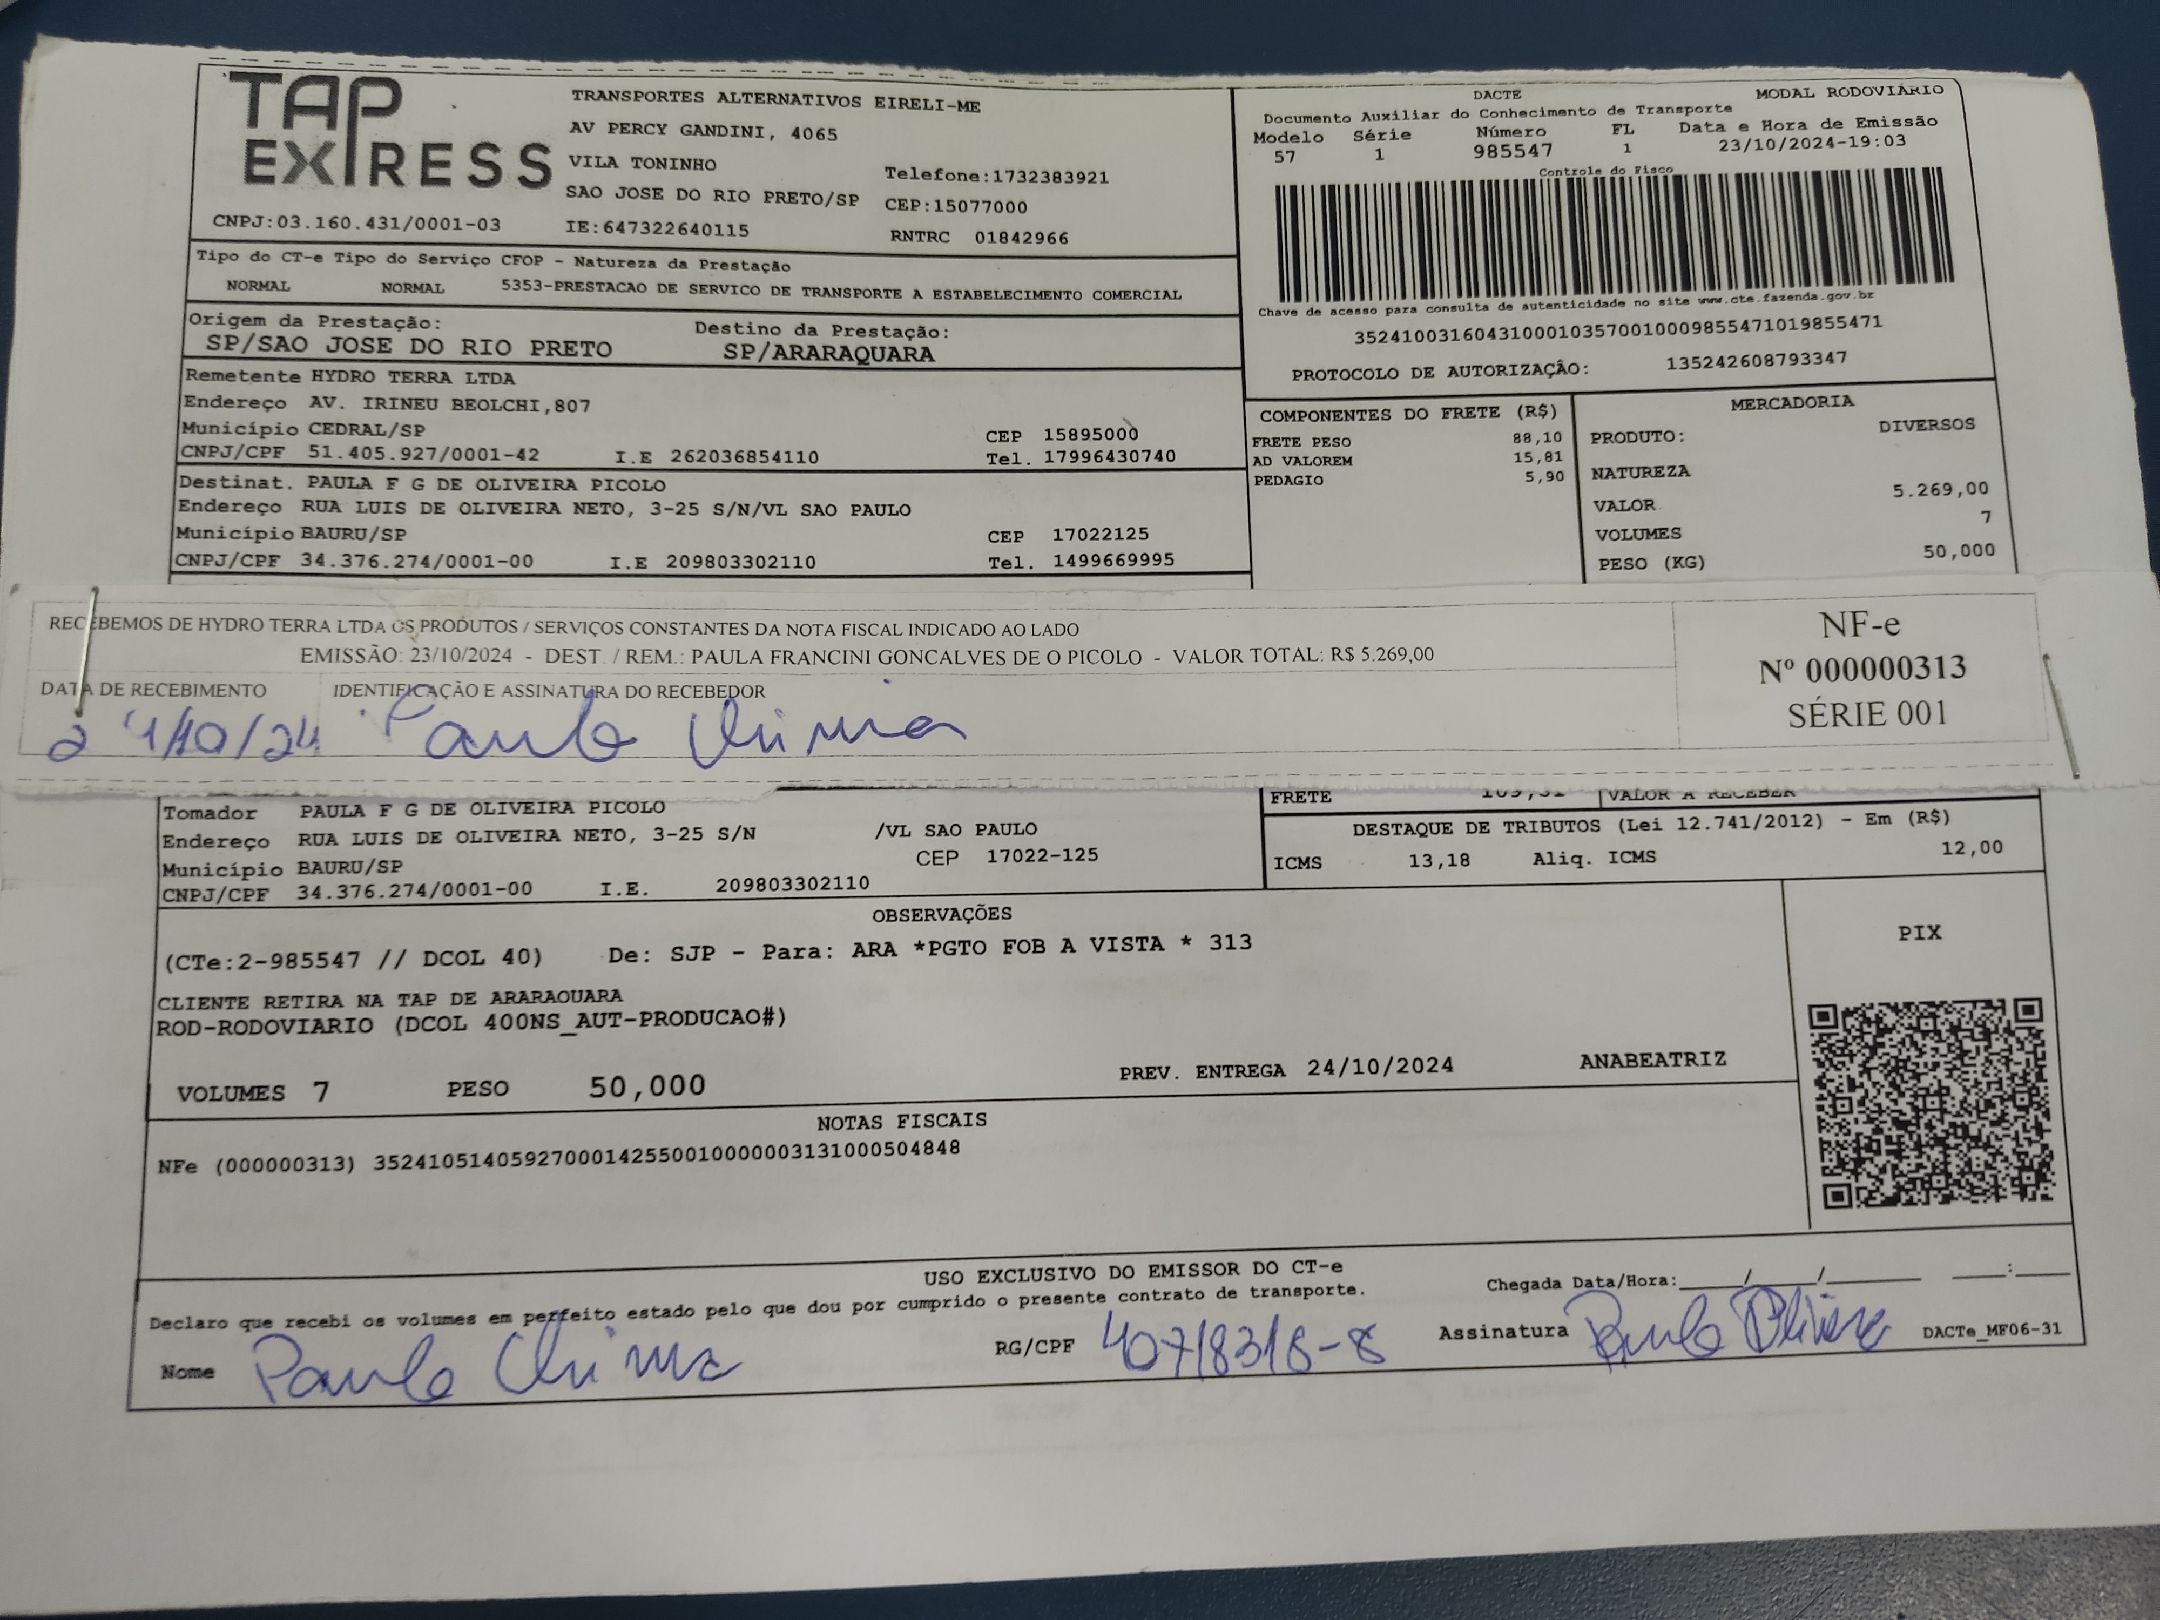 TAP EXPRESS
TRANSPORTES ALTERNATIVOS EIRELI-ME
AV PERCY GANDINI, 4065
VILA TONINHO
Telefone:1732383921
SAO JOSE DO RIO PRETO/SP CEP:15077000
CNPJ:03.160.431/0001-03 IE:647322640115 RNTRC 01842966
DACTE MODAL RODOVIÁRIO
Documento Auxiliar do Conhecimento de Transporte
Modelo Série Número FL Data e Hora de Emissão
57 1 985547 1 23/10/2024-19:03
Controle do Fisco
Chave de acesso para consulta de autenticidade no site www.cte.fazenda.gov.br
35241003160431000103570010009855471019855471
PROTOCOLO DE AUTORIZAÇÂO: 135242608793347
Tipo do CT-e Tipo do Serviço CFOP - Natureza da Prestação
NORMAL NORMAL 5353-PRESTACAO DE SERVICO DE TRANSPORTE A ESTABELECIMENTO COMERCIAL
Origem da Prestação: Destino da Prestação:
SP/SAO JOSE DO RIO PRETO SP/ARARAQUARA
Remetente HYDRO TERRA LTDA
Endereço AV. IRINEU BEOLCHI,807
Município CEDRAL/SP CEP 15895000
CNPJ/CPF 51.405.927/0001-42 I.E 262036854110 Tel. 17996430740
Destinat. PAULA F G DE OLIVEIRA PICOLO
Endereço RUA LUIS DE OLIVEIRA NETO, 3-25 S/N/VL SAO PAULO
Município BAURU/SP CEP 17022125
CNPJ/CPF 34.376.274/0001-00 I.E 209803302110 Tel. 1499669995
COMPONENTES DO FRETE (R$)
FRETE PESO 88,10
AD VALOREM 15,81
PEDAGIO 5,90
MERCADORIA
PRODUTO: DIVERSOS
NATUREZA
VALOR 5.269,00
VOLUMES 7
PESO (KG) 50,000
RECEBEMOS DE HYDRO TERRA LTDA OS PRODUTOS / SERVIÇOS CONSTANTES DA NOTA FISCAL INDICADO AO LADO
EMISSÃO: 23/10/2024 - DEST. / REM.: PAULA FRANCINI GONCALVES DE O PICOLO - VALOR TOTAL: R$ 5.269,00
DATA DE RECEBIMENTO IDENTIFICAÇÃO E ASSINATURA DO RECEBEDOR
24/10/24 Paulo
NF-e
Nº 000000313
SÉRIE 001
Tomador PAULA F G DE OLIVEIRA PICOLO
Endereço RUA LUIS DE OLIVEIRA NETO, 3-25 S/N /VL SAO PAULO
Município BAURU/SP CEP 17022-125
CNPJ/CPF 34.376.274/0001-00 I.E. 209803302110
FRETE VALOR A RECEBER
DESTAQUE DE TRIBUTOS (Lei 12.741/2012) - Em (R$)
ICMS 13,18 Aliq. ICMS 12,00
OBSERVAÇÕES
(CTe:2-985547 // DCOL 40) De: SJP - Para: ARA *PGTO FOB A VISTA * 313
CLIENTE RETIRA NA TAP DE ARARAQUARA
ROD-RODOVIARIO (DCOL 400NS_AUT-PRODUCAO#)
VOLUMES 7 PESO 50,000 PREV. ENTREGA 24/10/2024 ANABEATRIZ
PIX
NOTAS FISCAIS
NFe (000000313) 35241051405927000142550010000003131000504848
USO EXCLUSIVO DO EMISSOR DO CT-e
Declaro que recebi os volumes em perfeito estado pelo que dou por cumprido o presente contrato de transporte.
Chegada Data/Hora:_____/_____/_______ ____:____
Nome Paulo RG/CPF 40718318-8 Assinatura Paulo DACTe_MF06-31